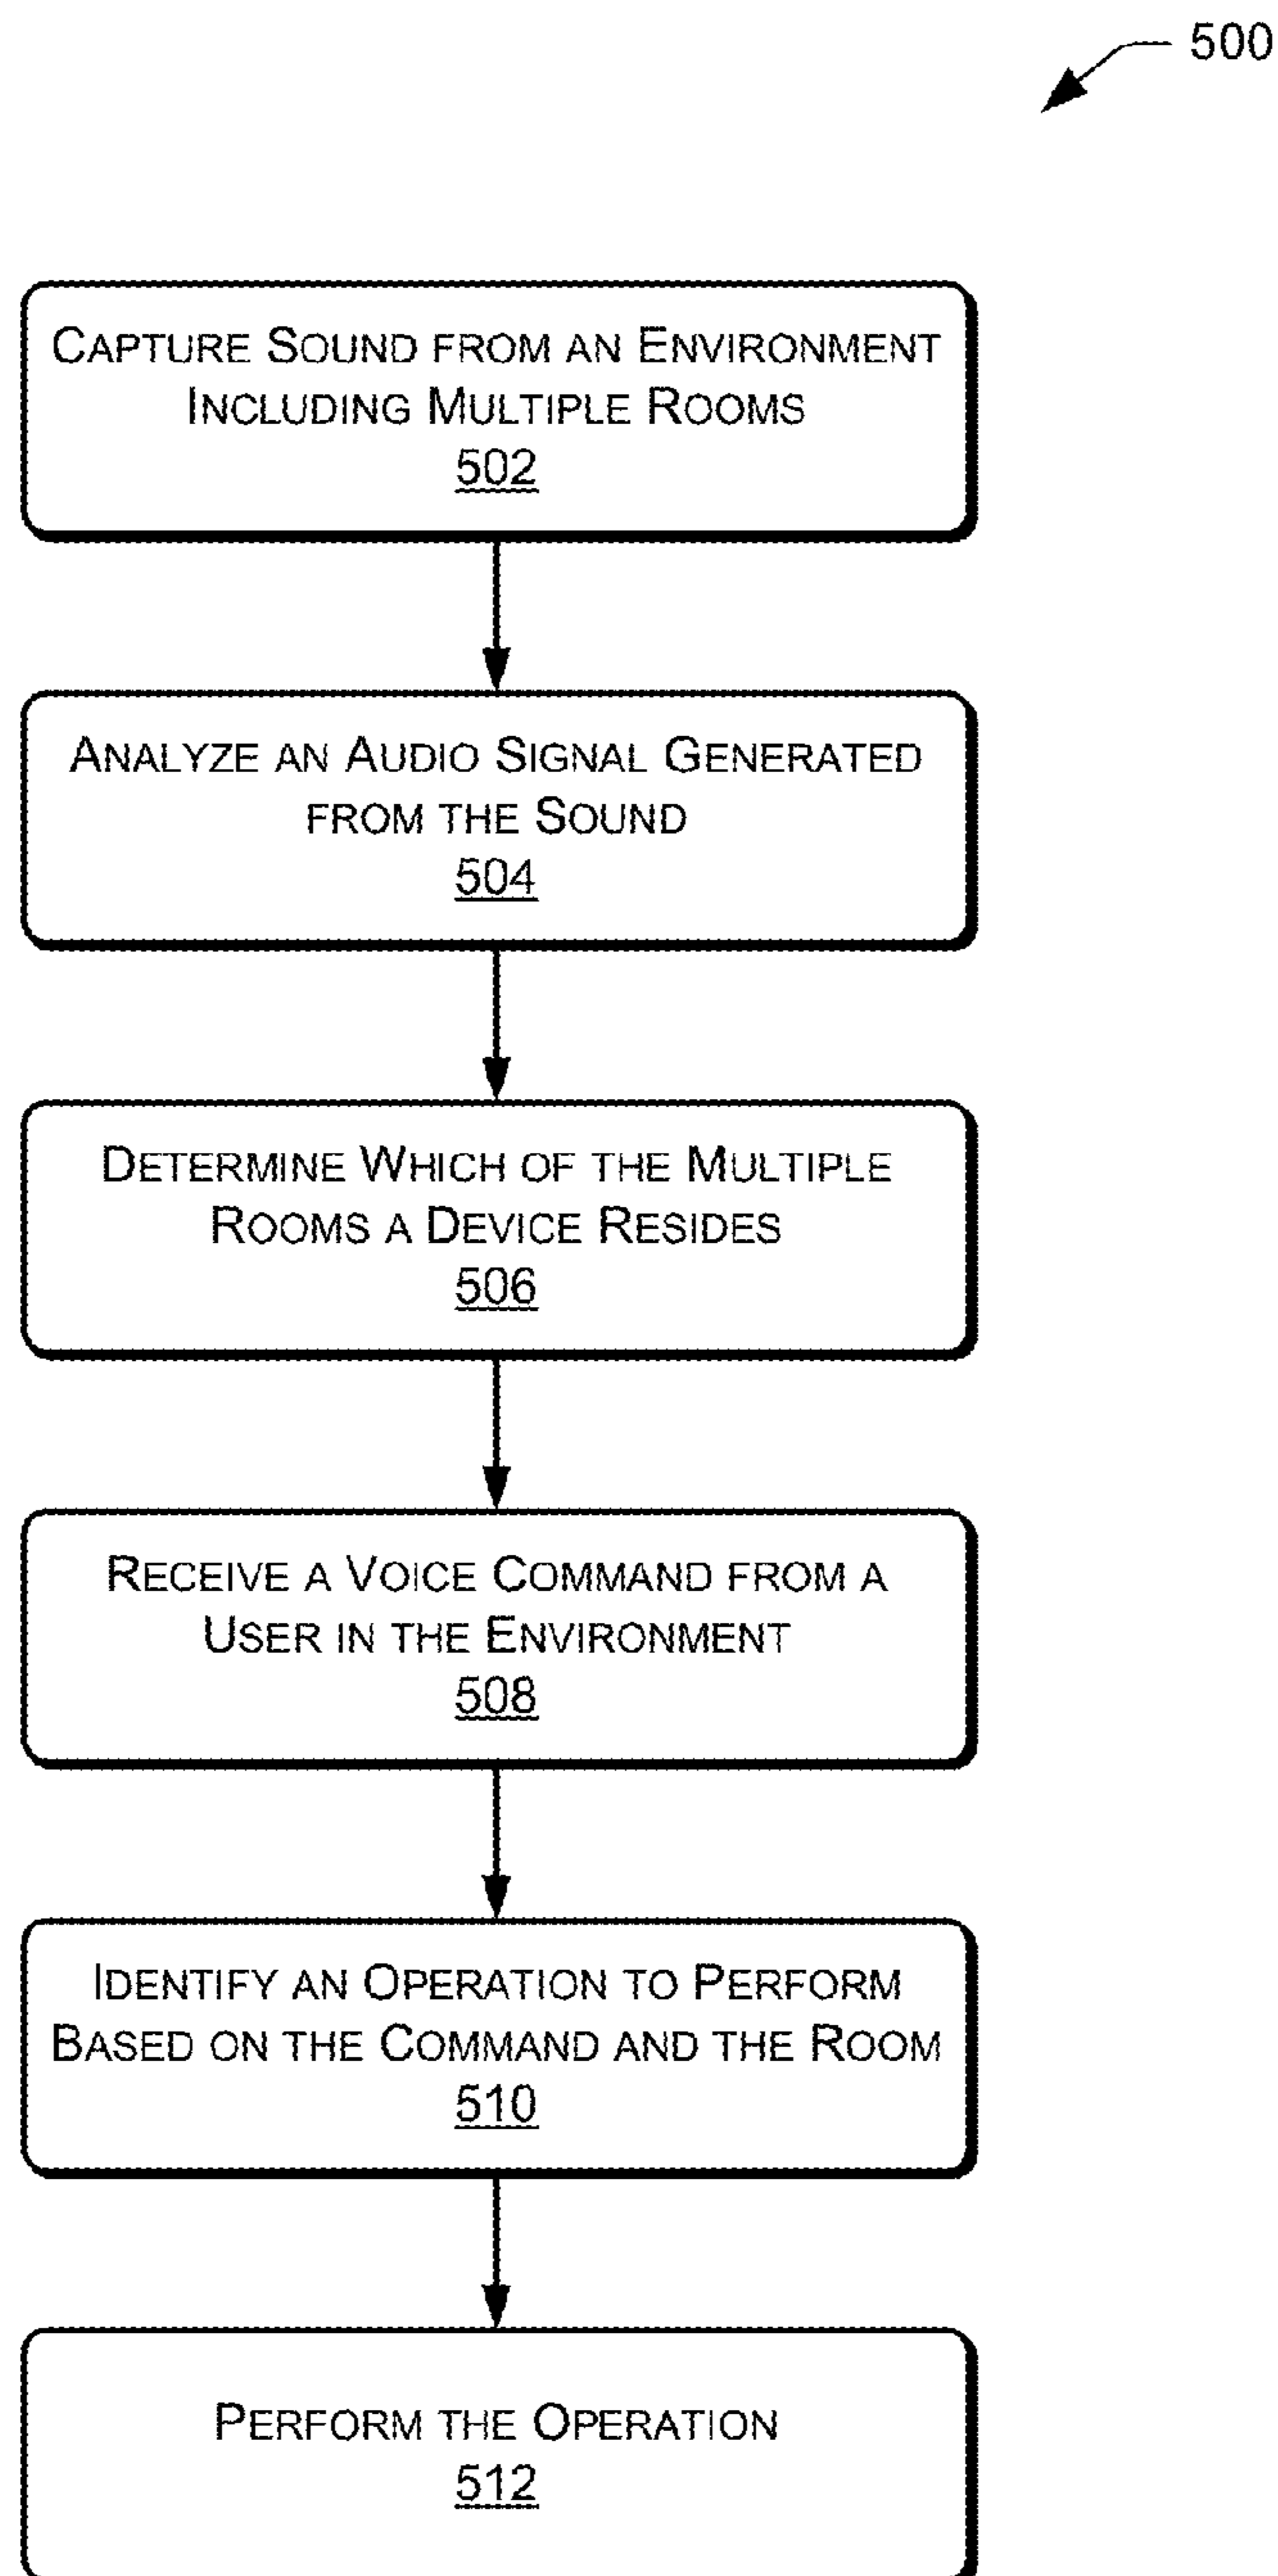 500
CAPTURE SOUND FROM AN ENVIRONMENT
INCLUDING MULTIPLE ROOMS
502
ANALYZE AN AUDIO SIGNAL GENERATED
FROM THE SOUND
504
DETERMINE WHICH OF THE MULTIPLE
ROOMS A DEVICE RESIDES
506
RECEIVE A VOICE COMMAND FROM A
USER IN THE ENVIRONMENT
508
IDENTIFY AN OPERATION TO PERFORM
BASED ON THE COMMAND AND THE ROOM
510
PERFORM THE OPERATION
512